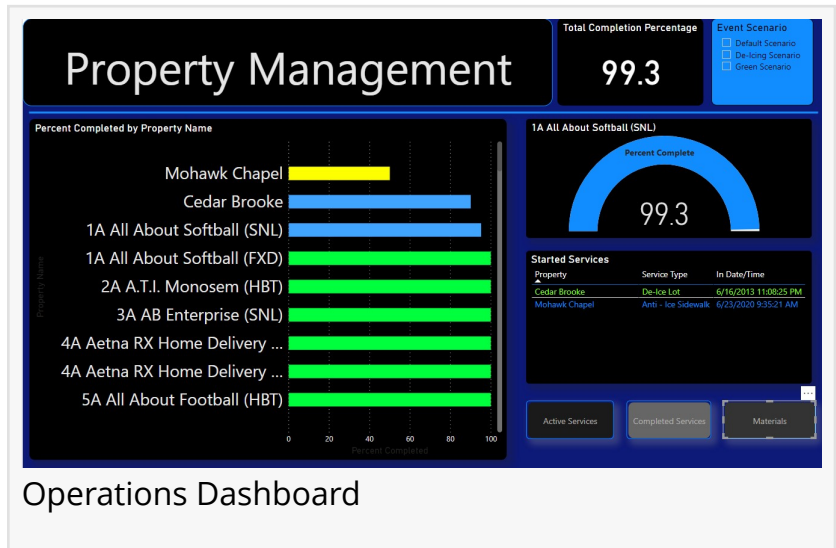 Property Management
Total Completion Percentage
99.3
Event Scenario
Default Scenario
De-Icing Scenario
Green Scenario
Percent Completed by Property Name
Property Name
Mohawk Chapel
Cedar Brooke
1A All About Softball (SNL)
1A All About Softball (FXD)
2A A.T.I. Monosem (HBT)
3A AB Enterprise (SNL)
4A Aetna RX Home Delivery ...
4A Aetna RX Home Delivery ...
5A All About Football (HBT)
0 20 40 60 80 100
Percent Completed
1A All About Softball (SNL)
Percent Complete
99.3
Started Services
Property Service Type In Date/Time
Cedar Brooke De-Ice Lot 6/16/2013 11:08:25 PM
Mohawk Chapel Anti - Ice Sidewalk 6/23/2020 9:35:21 AM
Active Services Completed Services Materials
Operations Dashboard